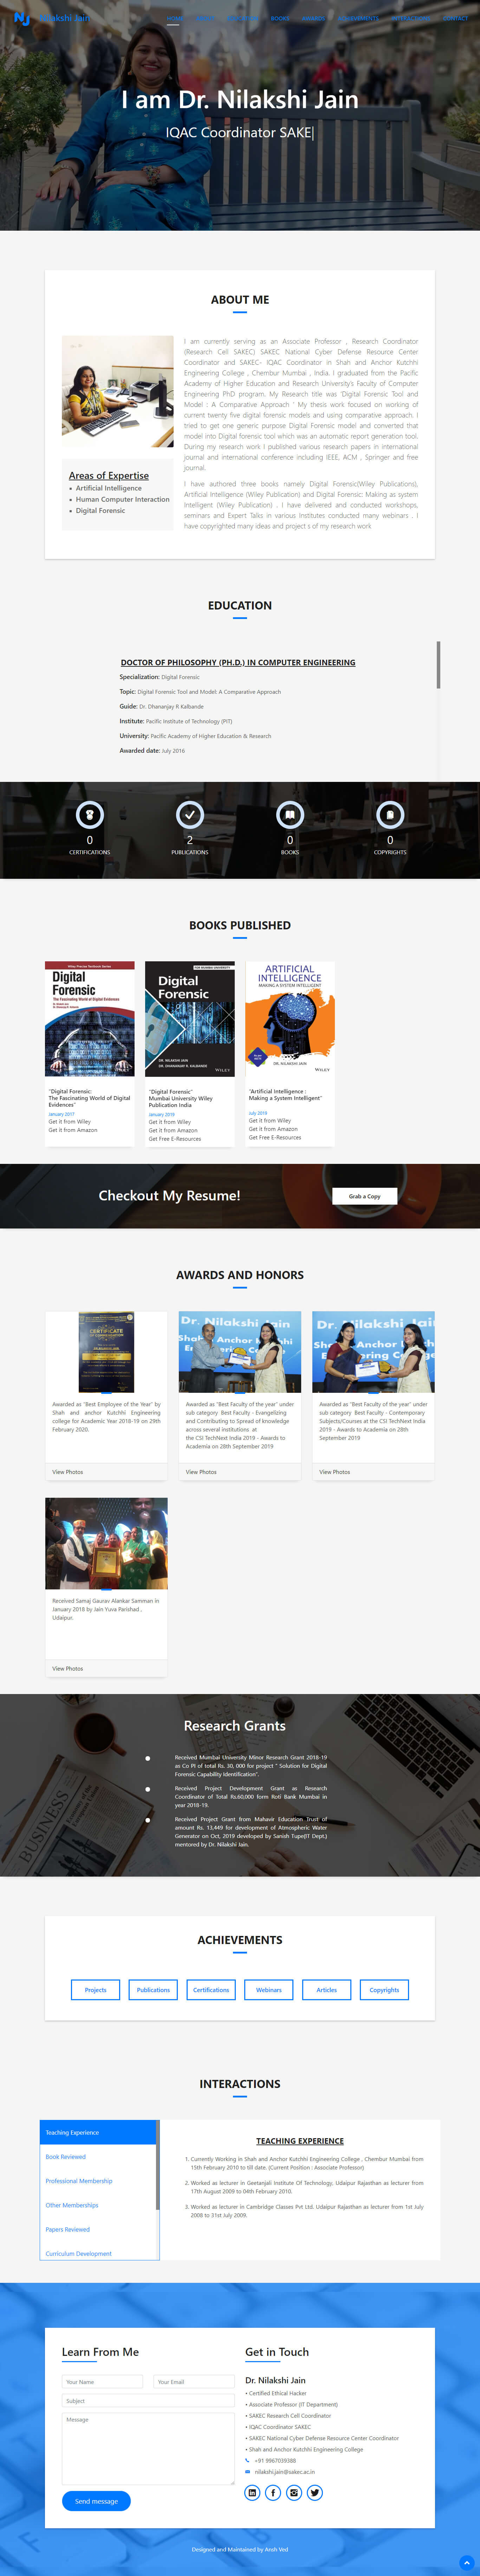 NJ Nilakshi Jain HOME BOOKS AWARDS ACHIEVEMENTS INTERACTIONS CONTACT
I am Dr. Nilakshi Jain
IQAC Coordinator SAKE|
ABOUT ME
I am currently serving as an Associate Professor , Research Coordinator
(Research Cell SAKEC) SAKEC National Cyber Defense Resource Center
Coordinator and SAKEC- IQAC Coordinator in Shah and Anchor Kutchhi
Engineering College , Chembur Mumbai , India. I graduated from the Pacific
Academy of Higher Education and Research University's Faculty of Computer
Engineering PhD program. My Research title was 'Digital Forensic Tool and
Model : A Comparative Approach ' My thesis work focused on working of
current twenty five digital forensic models and using comparative approach. I
tried to get one generic purpose Digital Forensic model and converted that
model into Digital forensic tool which was an automatic report generation tool.
During my research work I published various research papers in international
journal and international conference including IEEE, ACM , Springer and free
journal.
I have authored three books namely Digital Forensic(Wiley Publications),
Artificial Intelligence (Wiley Publication) and Digital Forensic: Making as system
Intelligent (Wiley Publication) . I have delivered and conducted workshops,
seminars and Expert Talks in various Institutes conducted many webinars . I
have copyrighted many ideas and project s of my research work
Areas of Expertise
• Artificial Intelligence
• Human Computer Interaction
• Digital Forensic
EDUCATION
DOCTOR OF PHILOSOPHY (PH.D.) IN COMPUTER ENGINEERING
Specialization: Digital Forensic
Topic: Digital Forensic Tool and Model: A Comparative Approach
Guide: Dr. Dhananjay R Kalbande
Institute: Pacific Institute of Technology (PIT)
University: Pacific Academy of Higher Education & Research
Awarded date: July 2016
0 2 0 0
CERTIFICATIONS PUBLICATIONS BOOKS COPYRIGHTS
BOOKS PUBLISHED
Digital
Forensic
The Fascinating World of Digital Evidences
Digital
Forensic
DR. NILAKSHI JAIN
DR. DHANANJAY R. KALBANDE
WILEY
ARTIFICIAL
INTELLIGENCE
MAKING A SYSTEM INTELLIGENT
DR. NILAKSHI JAIN
WILEY
"Digital Forensic:
The Fascinating World of Digital
Evidences"
January 2017
Get it from Wiley
Get it from Amazon
"Digital Forensic"
Mumbai University Wiley
Publication India
January 2019
Get it from Wiley
Get it from Amazon
Get Free E-Resources
"Artificial Intelligence :
Making a System Intelligent"
July 2019
Get it from Wiley
Get it from Amazon
Get Free E-Resources
Checkout My Resume!
Grab a Copy
AWARDS AND HONORS
CERTIFICATE
Awarded as "Best Employee of the Year" by
Shah and anchor Kutchhi Engineering
college for Academic Year 2018-19 on 29th
February 2020.
View Photos
Dr. Nilakshi Jain
Awarded as "Best Faculty of the year" under
sub category Best Faculty - Evangelizing
and Contributing to Spread of knowledge
across several institutions at
the CSI TechNext India 2019 - Awards to
Academia on 28th September 2019
View Photos
Dr. Nilakshi Jain
Awarded as "Best Faculty of the year" under
sub category Best Faculty - Contemporary
Subjects/Courses at the CSI TechNext India
2019 - Awards to Academia on 28th
September 2019
View Photos
Received Samaj Gaurav Alankar Samman in
January 2018 by Jain Yuva Parishad ,
Udaipur.
View Photos
Research Grants
Received Mumbai University Minor Research Grant 2018-19
as Co PI of total Rs. 30, 000 for project " Solution for Digital
Forensic Capability Identification".
Received Project Development Grant as Research
Coordinator of Total Rs.60,000 form Roti Bank Mumbai in
year 2018-19.
Received Project Grant from Mahavir Education Trust of
amount Rs. 13,449 for development of Atmospheric Water
Generator on Oct, 2019 developed by Sanish Tupe(IT Dept.)
mentored by Dr. Nilakshi Jain.
BUSINESS
ACHIEVEMENTS
Projects Publications Certifications Webinars Articles Copyrights
INTERACTIONS
Teaching Experience
Book Reviewed
Professional Membership
Other Memberships
Papers Reviewed
Curriculum Development
TEACHING EXPERIENCE
1. Currently Working in Shah and Anchor Kutchhi Engineering College , Chembur Mumbai from
15th February 2010 to till date. (Current Position : Associate Professor)
2. Worked as lecturer in Geetanjali Institute Of Technology, Udaipur Rajasthan as lecturer from
17th August 2009 to 04th February 2010.
3. Worked as lecturer in Cambridge Classes Pvt Ltd. Udaipur Rajasthan as lecturer from 1st July
2008 to 31st July 2009.
Learn From Me
Your Name Your Email
Subject
Message
Send message
Get in Touch
Dr. Nilakshi Jain
• Certified Ethical Hacker
• Associate Professor (IT Department)
• SAKEC Research Cell Coordinator
• IQAC Coordinator SAKEC
• SAKEC National Cyber Defense Resource Center Coordinator
• Shah and Anchor Kutchhi Engineering College
+91 9967039388
nilakshi.jain@sakec.ac.in
Designed and Maintained by Ansh Ved